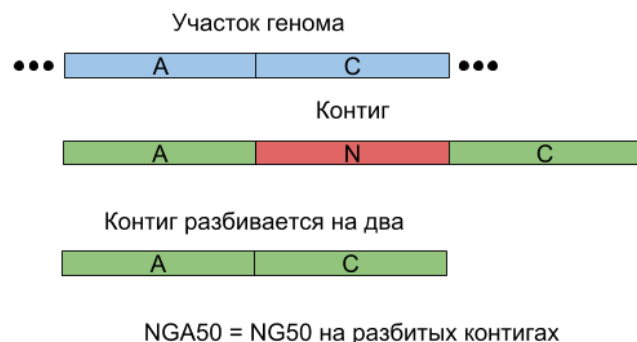 Участок генома
••• A C •••
Контиг
A N C
Контиг разбивается на два
A C
NGA50 = NG50 на разбитых контигах